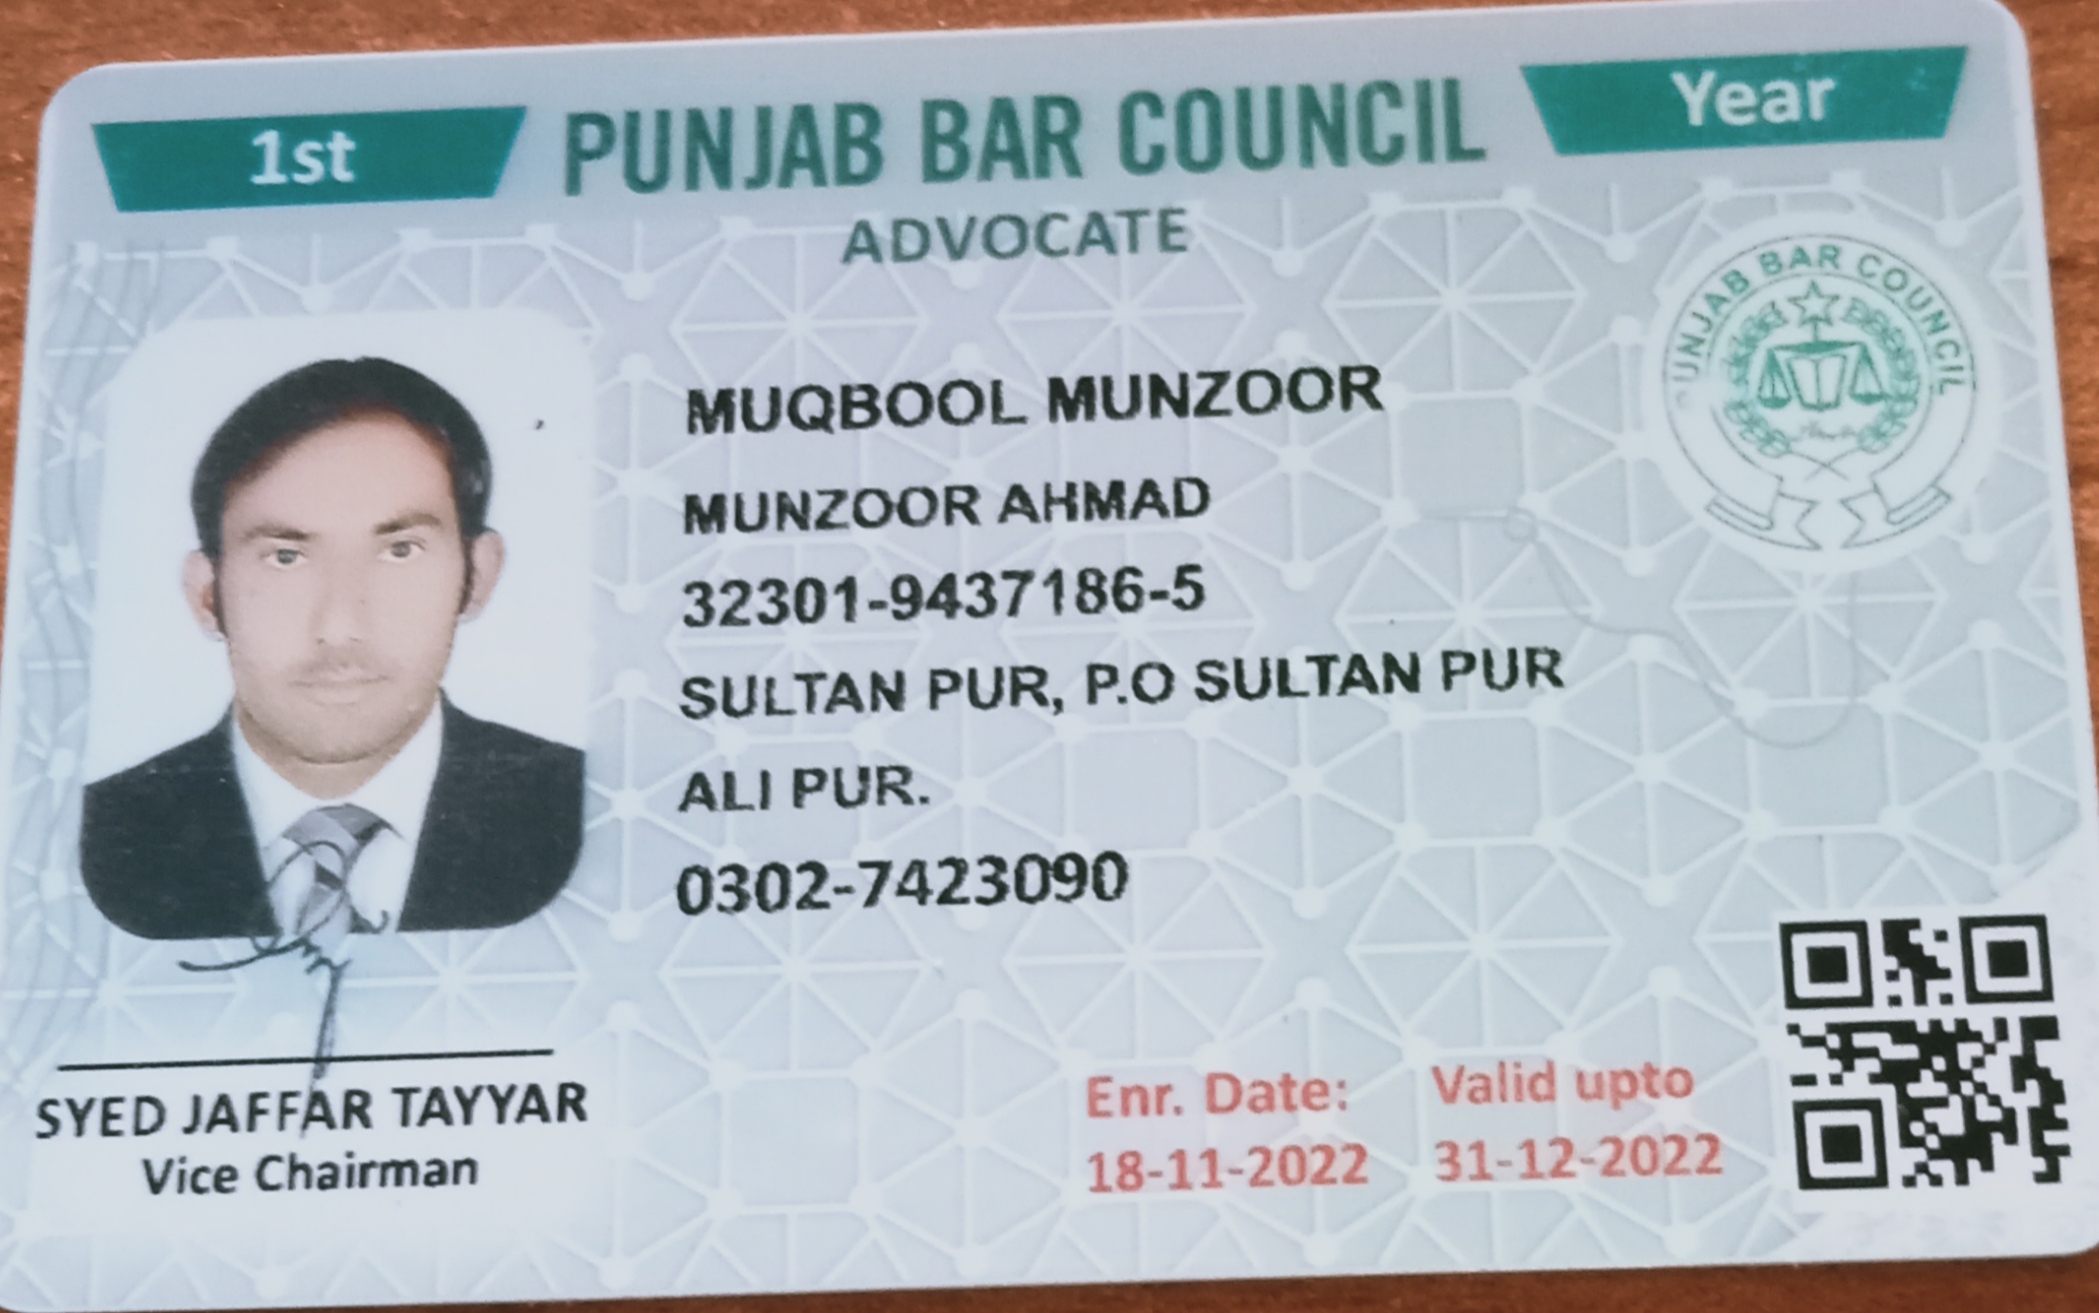 1st PUNJAB BAR COUNCIL Year
ADVOCATE
PUNJAB BAR COUNCIL
MUQBOOL MUNZOOR
MUNZOOR AHMAD
32301-9437186-5
SULTAN PUR, P.O SULTAN PUR
ALI PUR.
0302-7423090
SYED JAFFAR TAYYAR
Vice Chairman
Enr. Date: Valid upto
18-11-2022 31-12-2022